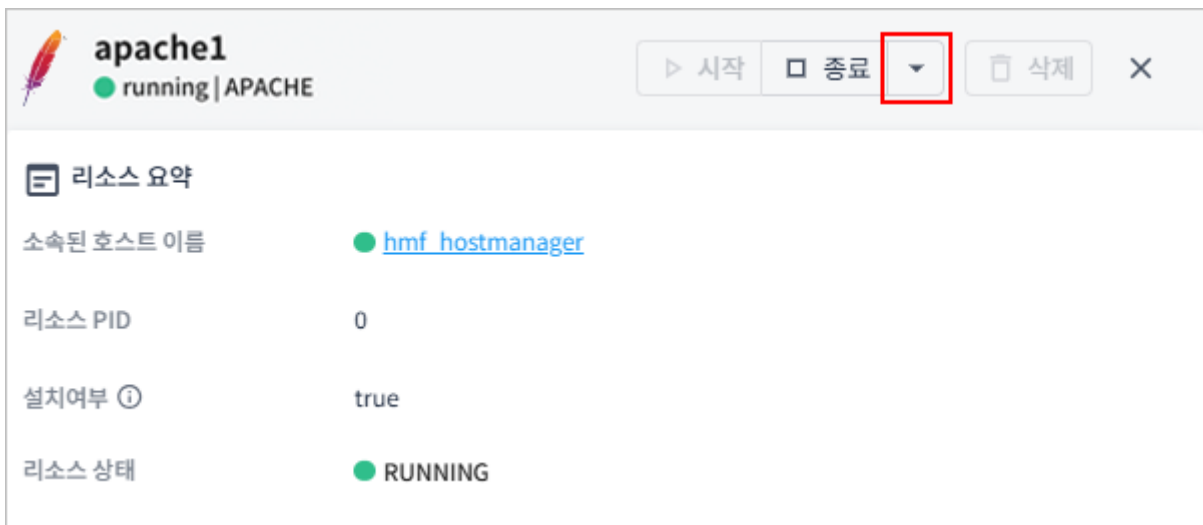 apache1
running | APACHE
시작 종료 삭제
리소스 요약
소속된 호스트 이름 hmf_hostmanager
리소스 PID 0
설치여부 true
리소스 상태 RUNNING